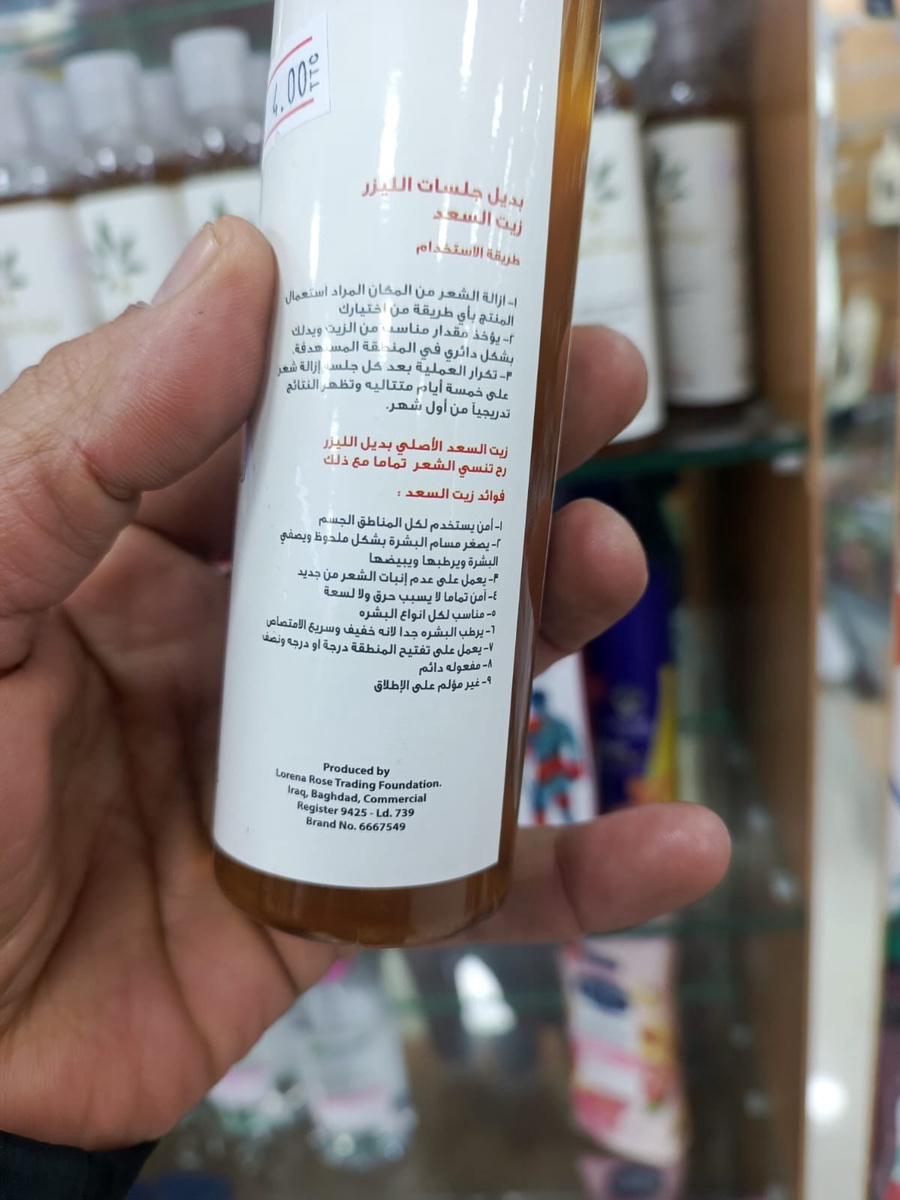 4.00
TTC
بديل جلسات الليزر
زيت السعد
طريقة الاستخدام
١- ازالة الشعر من المكان المراد استعمال
المنتج بأي طريقة من اختيارك
٢- يؤخذ مقدار مناسب من الزيت ويدلك
بشكل دائري في المنطقة المستهدفة.
٣- تكرار العملية بعد كل جلسة إزالة شعر
على خمسة أيام متتاليه وتظهر النتائج
تدريجياً من أول شهر.
زيت السعد الأصلي بديل الليزر
رح تنسي الشعر تماما مع ذلك
فوائد زيت السعد :
١- أمن يستخدم لكل المناطق الجسم
٢- يصغر مسام البشرة بشكل ملحوظ ويصفي
البشرة ويرطبها ويبيضها
٣- يعمل على عدم إنبات الشعر من جديد
٤- أمن تماما لا يسبب حرق ولا لسعة
٥- مناسب لكل انواع البشره
٦- يرطب البشره جدا لانه خفيف وسريع الامتصاص
٧- يعمل على تفتيح المنطقة درجة او درجه ونصف
٨- مفعوله دائم
٩- غير مؤلم على الإطلاق
Produced by
Lorena Rose Trading Foundation.
Iraq, Baghdad, Commercial
Register 9425 - Ld. 739
Brand No. 6667549